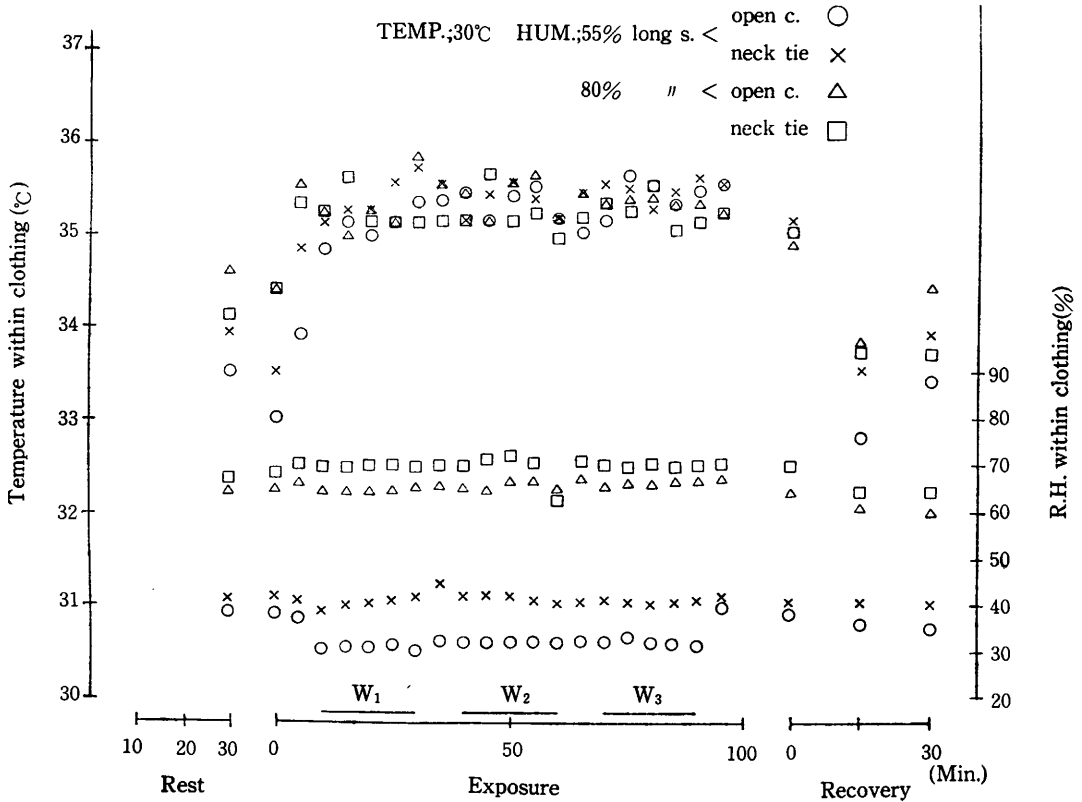 TEMP.;30℃ HUM.;55% long s. < open c. ○
neck tie ×
80% 〃 < open c. △
neck tie □
Temperature within clothing (℃)
37
36
35
34
33
32
31
30
R.H. within clothing(%)
90
80
70
60
50
40
30
20
W₁ W₂ W₃
10 20 30 0 50 100 0 30
(Min.)
Rest Exposure Recovery